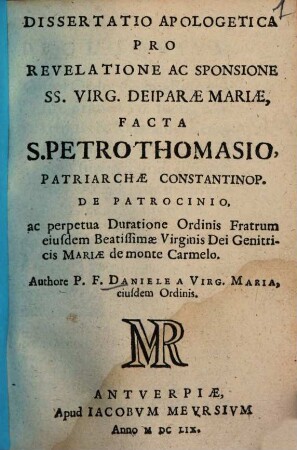 1
DISSERTATIO APOLOGETICA
PRO
REVELATIONE AC SPONSIONE
SS. VIRG. DEIPARÆ MARIÆ,
FACTA
S. PETRO THOMASIO,
PATRIARCHÆ CONSTANTINOP.
DE PATROCINIO,
ac perpetua Duratione Ordinis Fratrum
eiusdem Beatissimæ Virginis Dei Genitri-
cis MARIÆ de monte Carmelo.
Authore P. F. DANIELE A VIRG. MARIA,
eiusdem Ordinis.
MR
ANTVERPIÆ,
Apud IACOBVM MEVRSIVM
Anno M DC LIX.